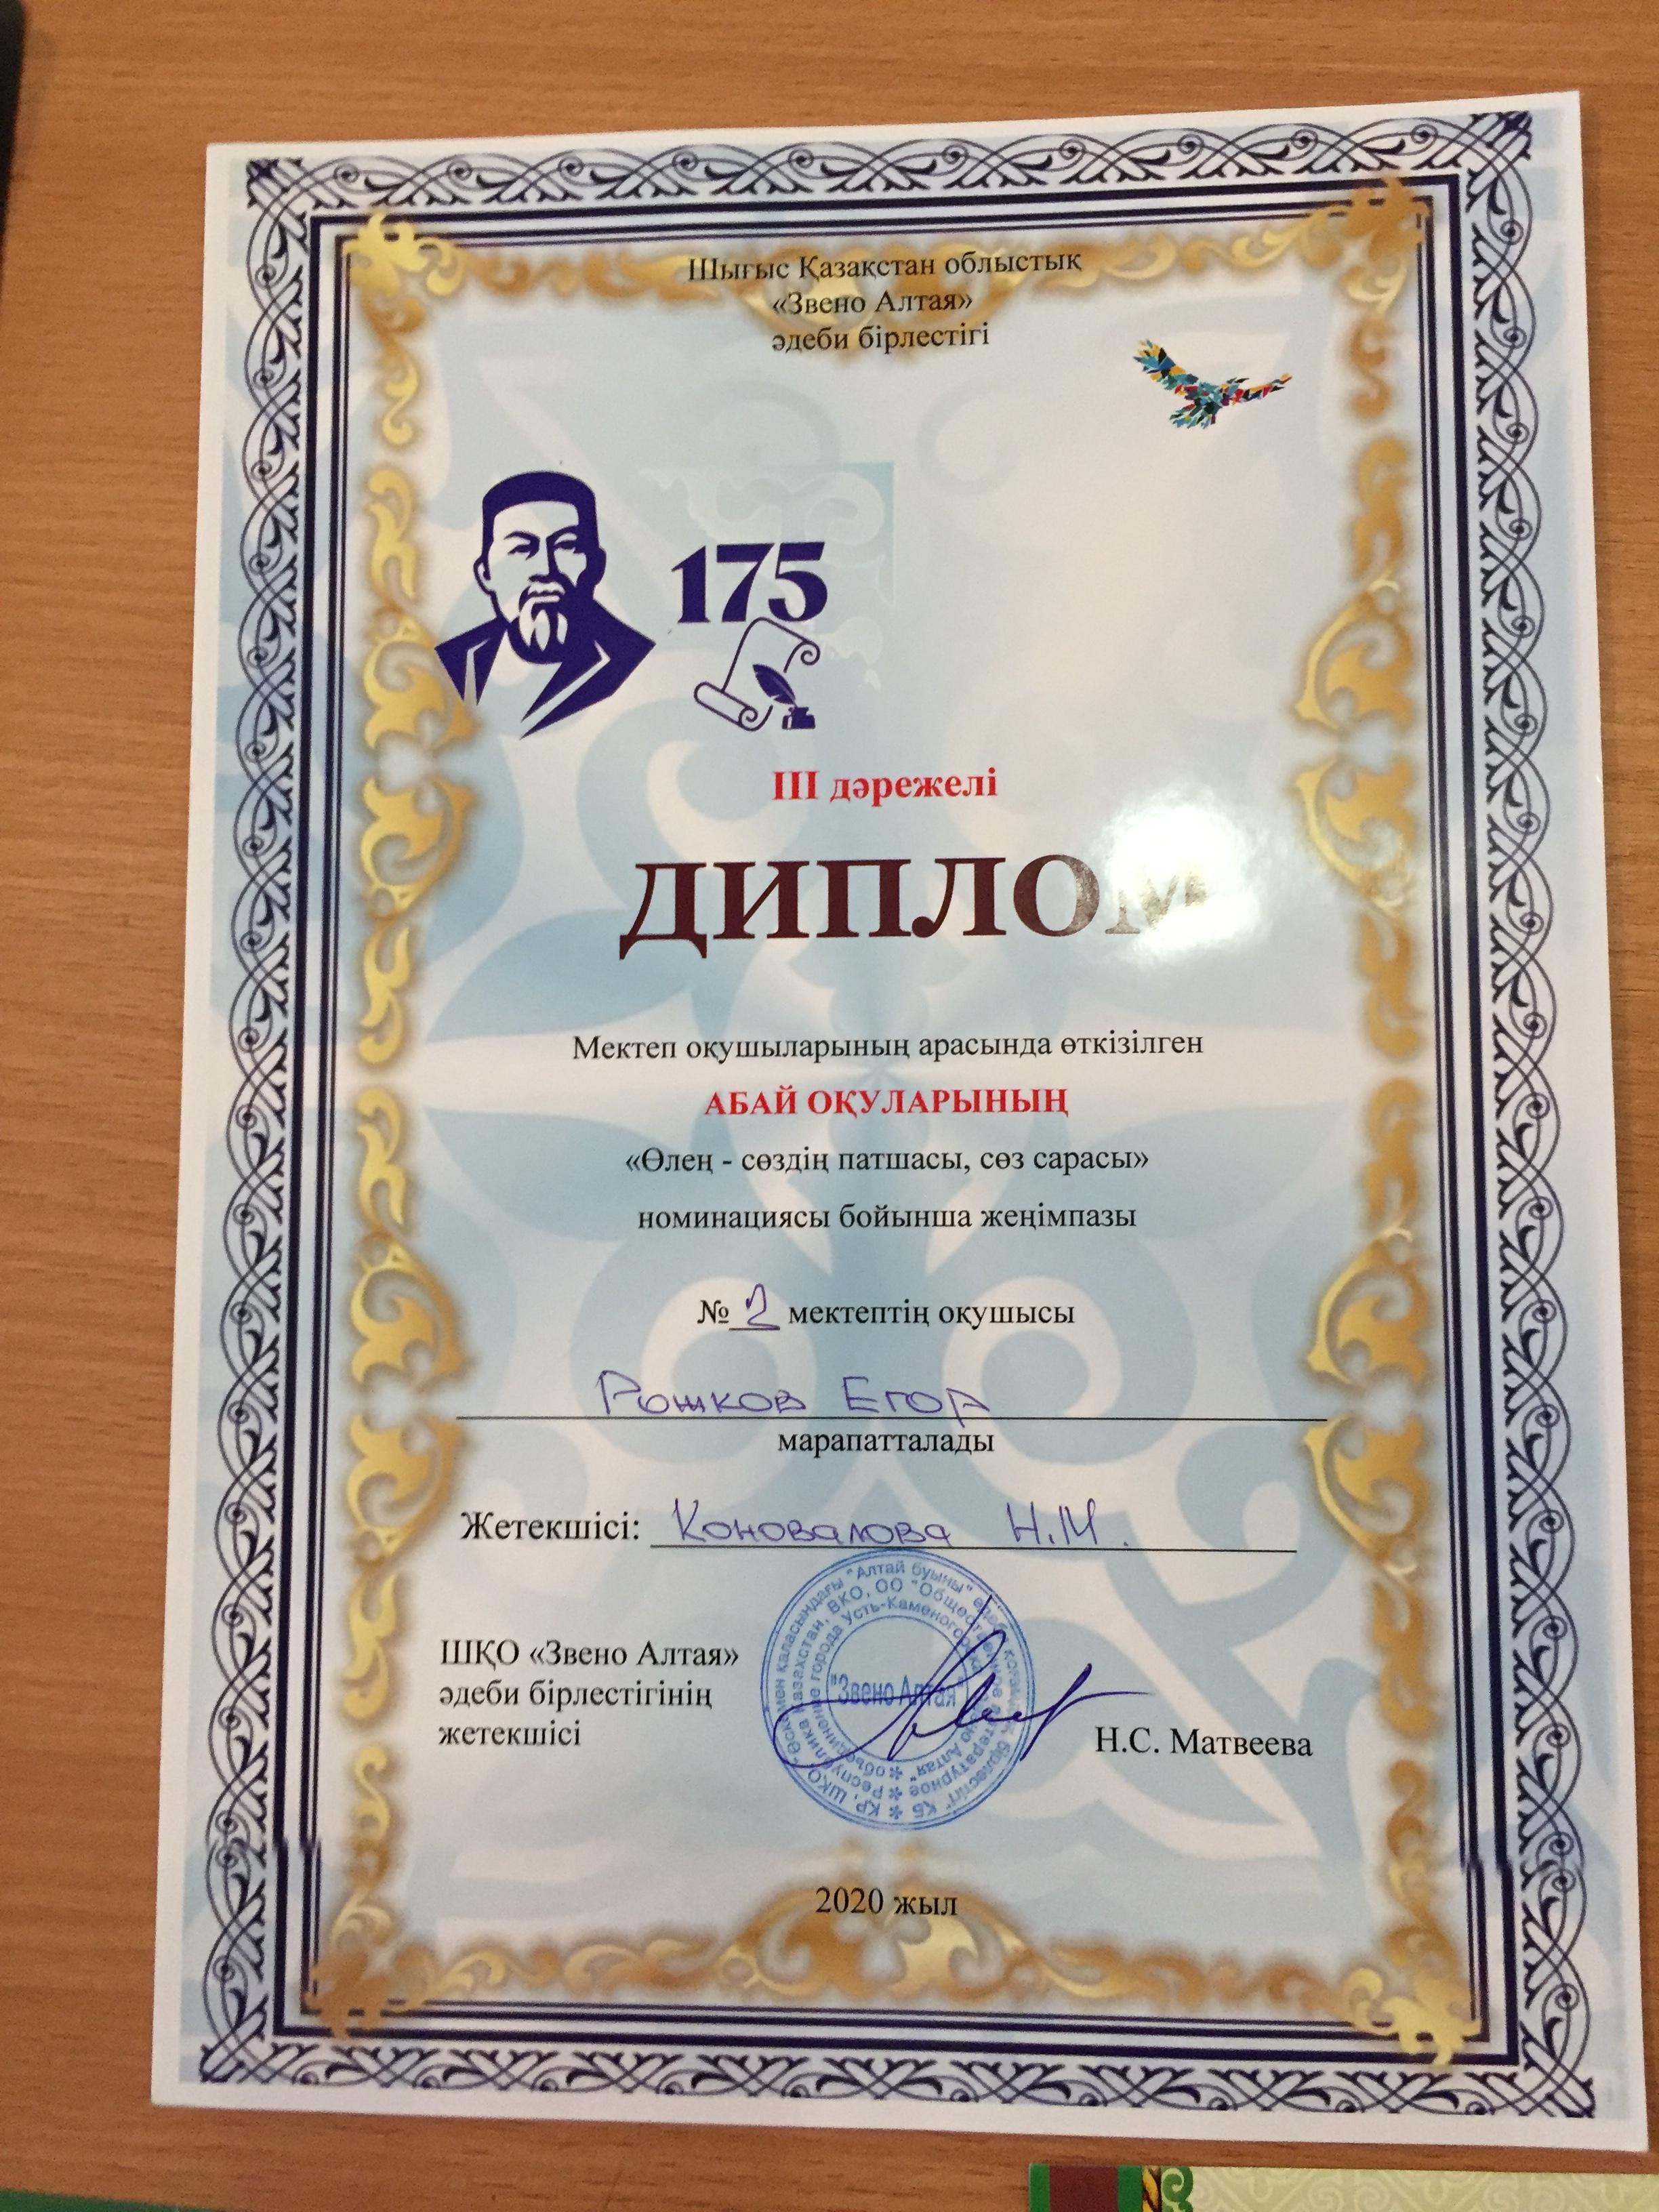 Шығыс Қазақстан облыстық
«Звено Алтая»
әдеби бірлестігі
175
III дәрежелі
ДИПЛОМ
Мектеп оқушыларының арасында өткізілген
АБАЙ ОҚУЛАРЫНЫҢ
«Өлең - сөздің патшасы, сөз сарасы»
номинациясы бойынша жеңімпазы
№ 2 мектептің оқушысы
Рожков Егор
марапатталады
Жетекшісі: Коновалова Н.М.
ШҚО «Звено Алтая»
әдеби бірлестігінің
жетекшісі
Н.С. Матвеева
"Звено Алтая"
2020 жыл